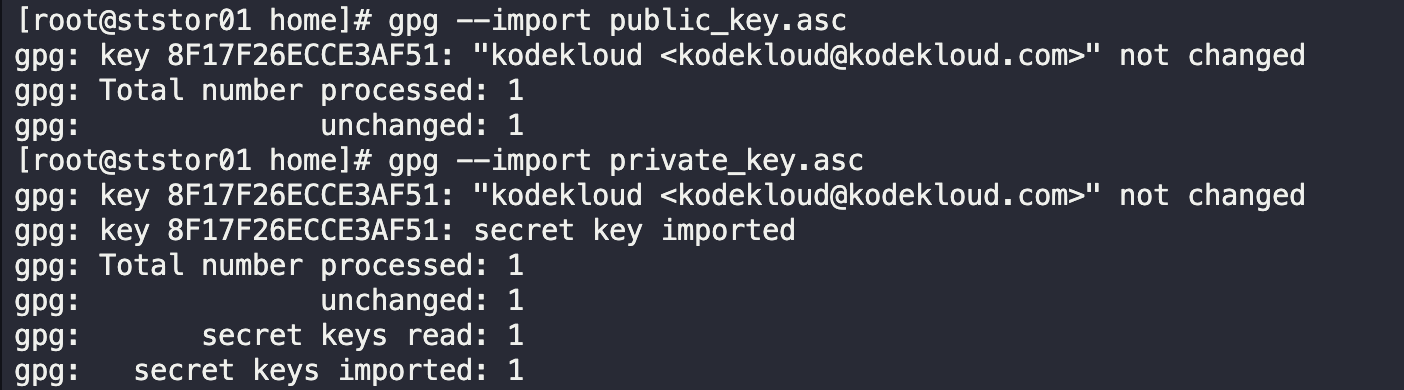 [root@ststor01 home]# gpg --import public_key.asc
gpg: key 8F17F26ECCE3AF51: "kodekloud <kodekloud@kodekloud.com>" not changed
gpg: Total number processed: 1
gpg:              unchanged: 1
[root@ststor01 home]# gpg --import private_key.asc
gpg: key 8F17F26ECCE3AF51: "kodekloud <kodekloud@kodekloud.com>" not changed
gpg: key 8F17F26ECCE3AF51: secret key imported
gpg: Total number processed: 1
gpg:              unchanged: 1
gpg:       secret keys read: 1
gpg:   secret keys imported: 1